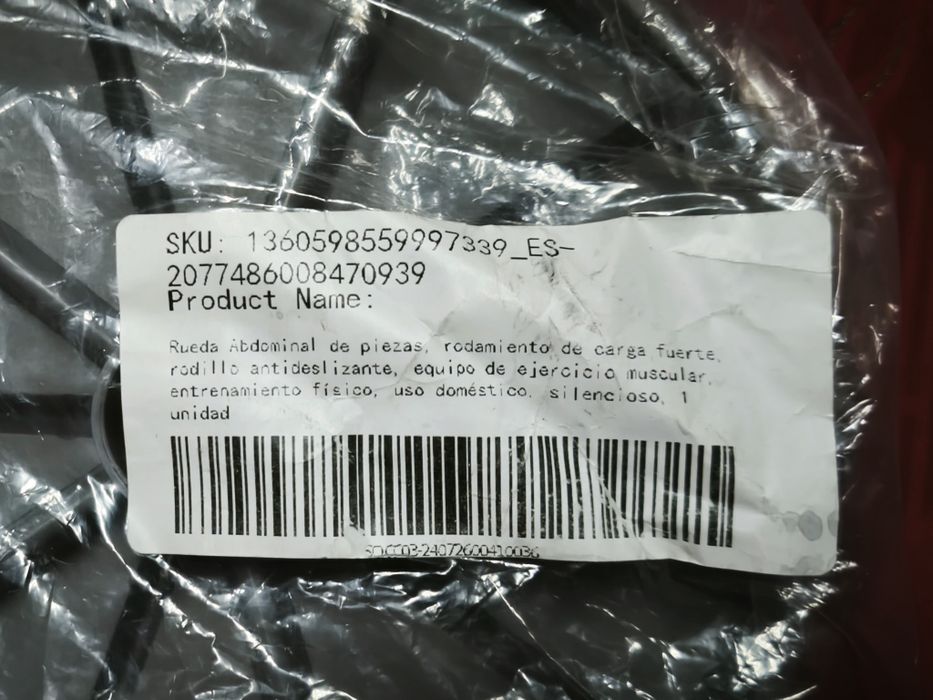 SKU: 1360598559997339_ES-
2077486008470939
Product Name:
Rueda Abdominal de piezas, rodamiento de carga fuerte,
rodillo antideslizante, equipo de ejercicio muscular,
entrenamiento físico, uso doméstico, silencioso, 1
unidad